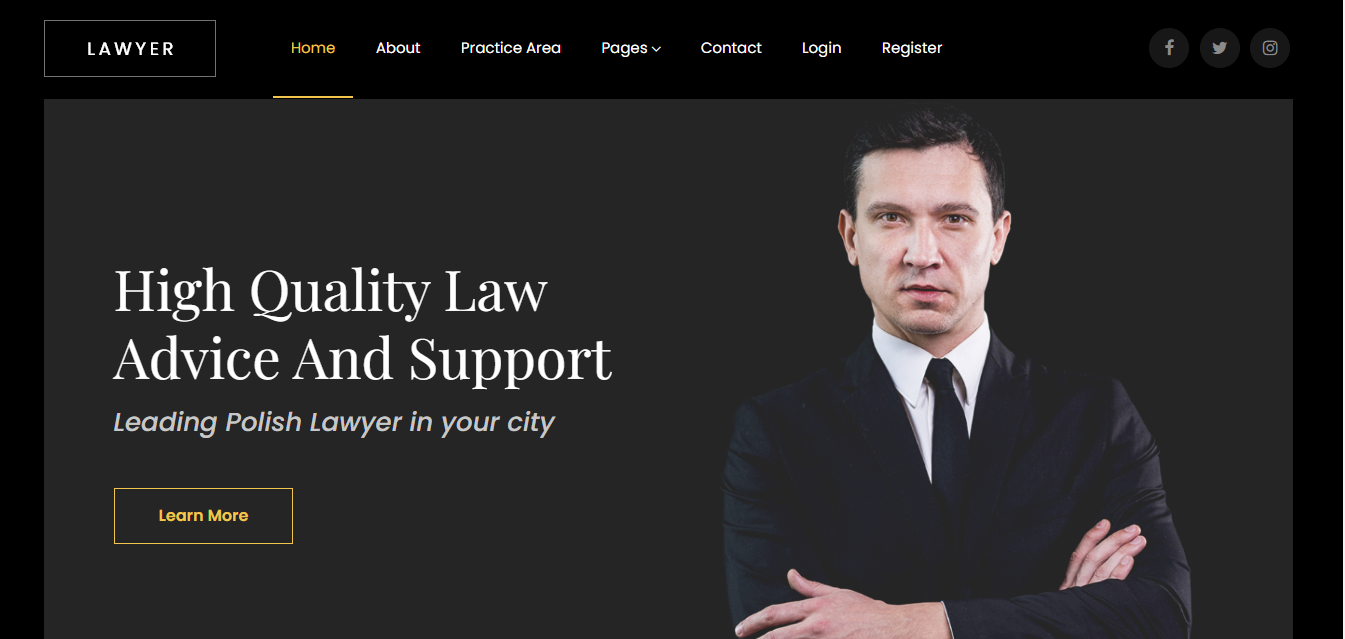 LAWYER
Home About Practice Area Pages Contact Login Register
High Quality Law
Advice And Support
Leading Polish Lawyer in your city
Learn More